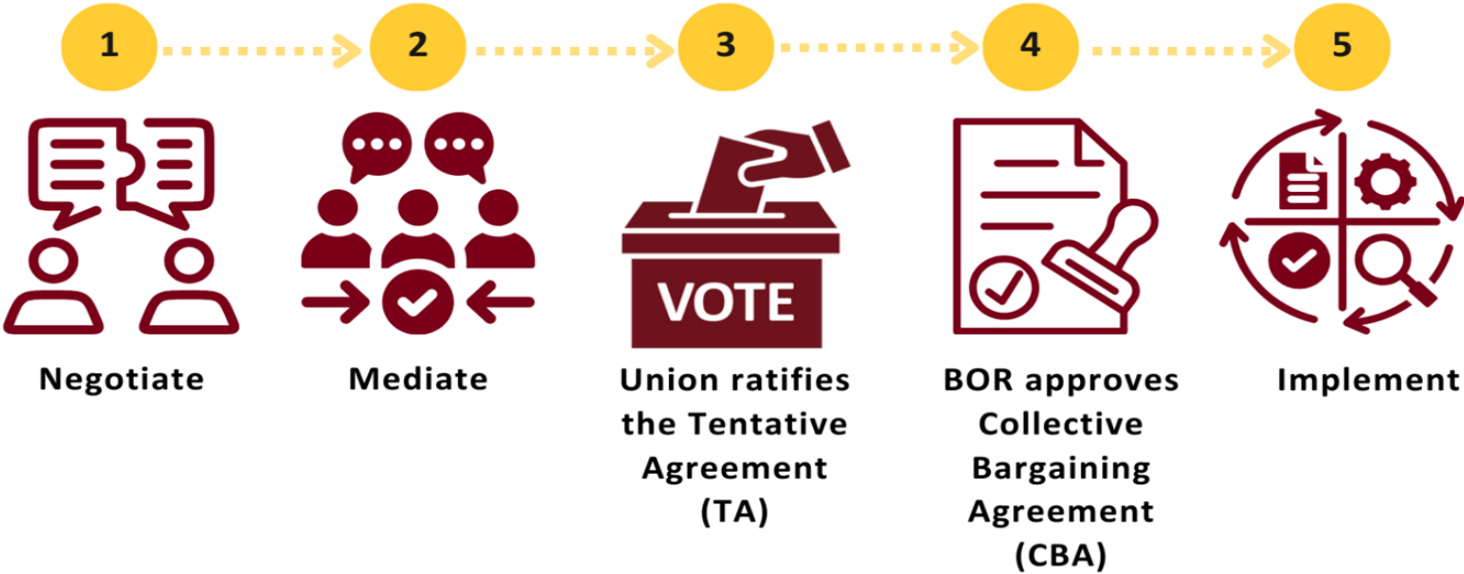 1
2
3
4
5
VOTE
Negotiate
Mediate
Union ratifies
the Tentative
Agreement
(TA)
BOR approves
Collective
Bargaining
Agreement
(CBA)
Implement